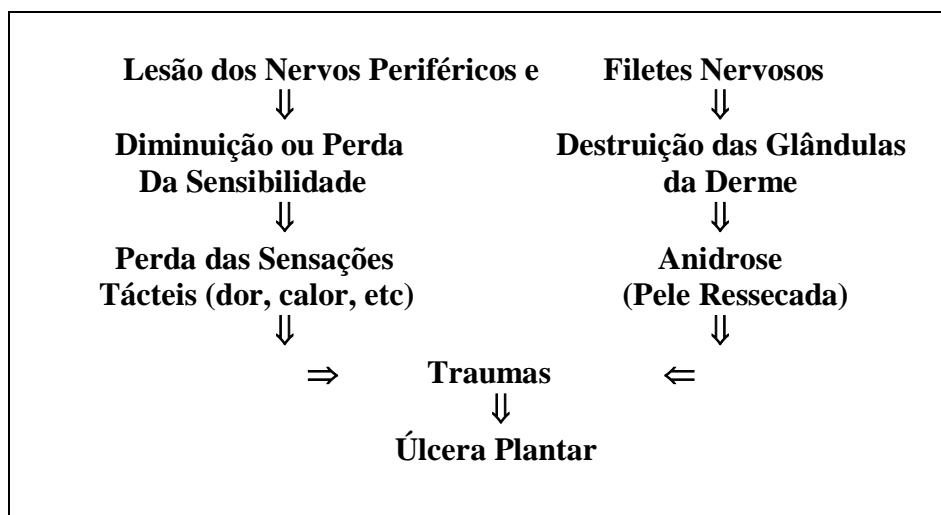 Lesão dos Nervos Periféricos e Filetes Nervosos
⇓ ⇓
Diminuição ou Perda Destruição das Glândulas
Da Sensibilidade da Derme
⇓ ⇓
Perda das Sensações Anidrose
Tácteis (dor, calor, etc) (Pele Ressecada)
⇓ ⇓
⇒ Traumas ⇐
⇓
Úlcera Plantar